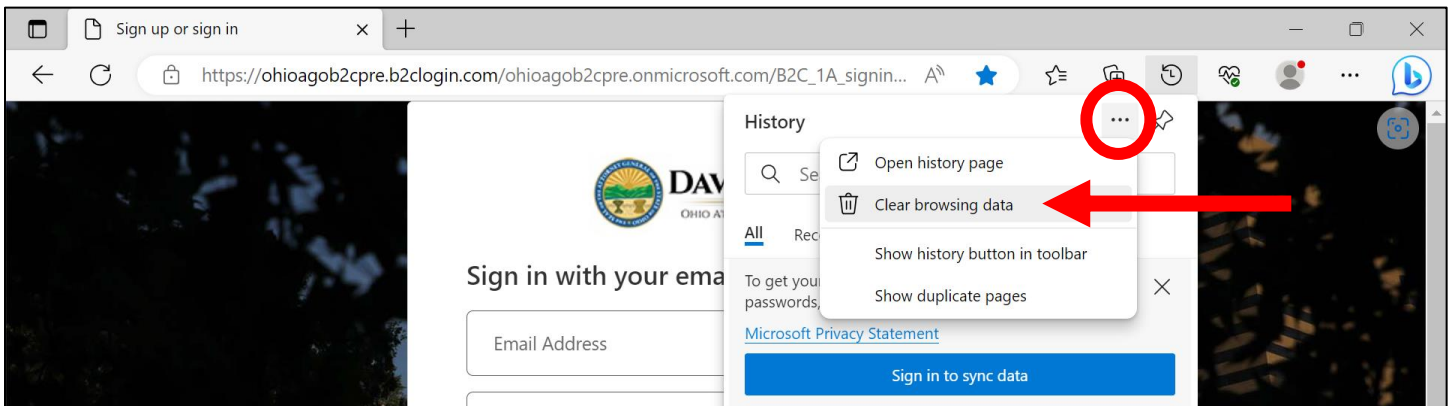 Sign up or sign in
https://ohioagob2cpre.b2clogin.com/ohioagob2cpre.onmicrosoft.com/B2C_1A_signin...
History
Open history page
Clear browsing data
Show history button in toolbar
Show duplicate pages
All
To get your
passwords,
Microsoft Privacy Statement
Sign in to sync data
Sign in with your
Email Address